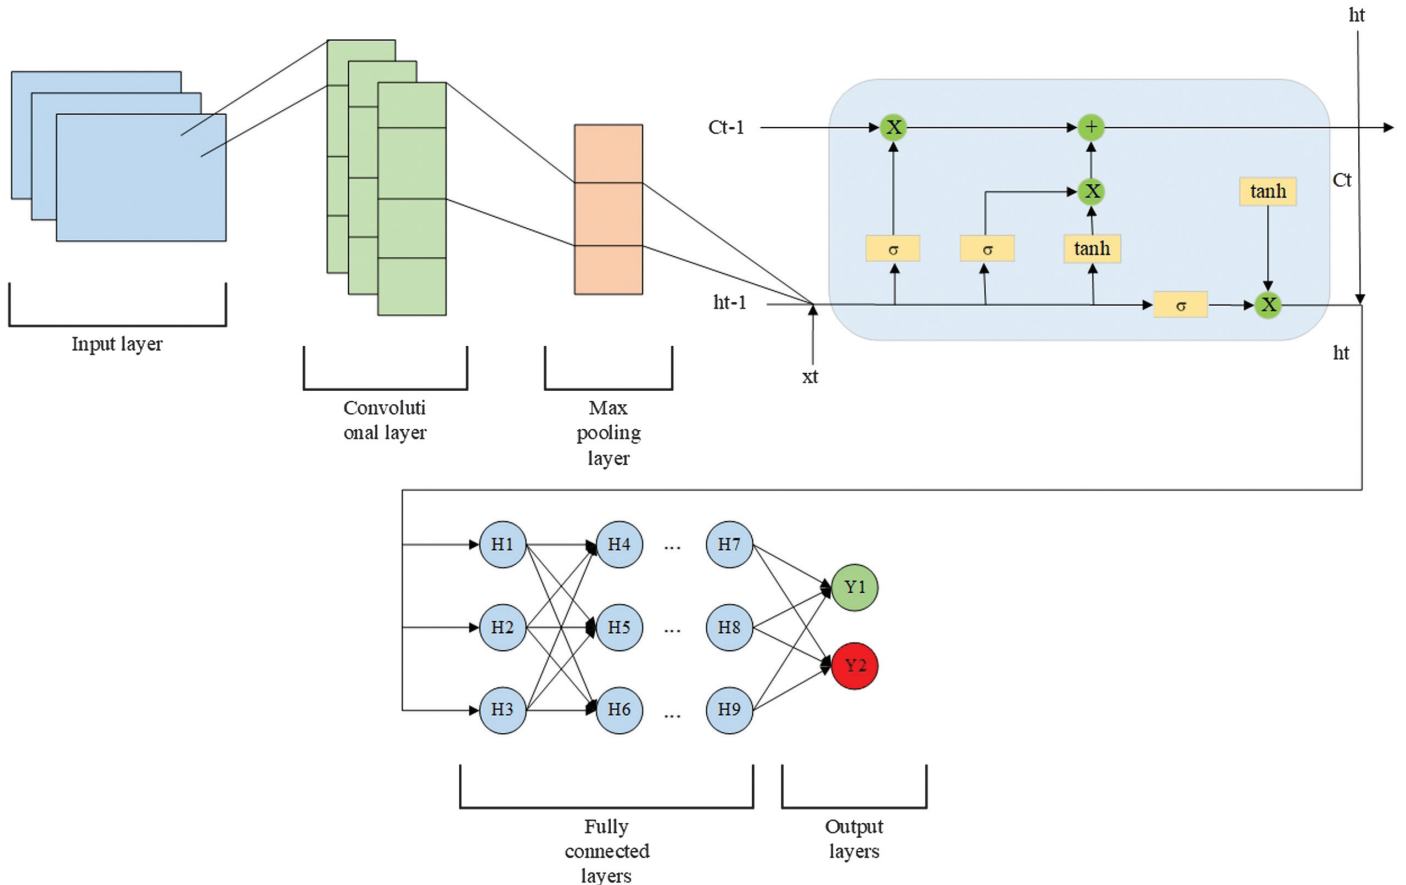 ht
Ct-1
X
+
Ct
X
tanh
σ
σ
tanh
ht-1
σ
X
ht
xt
Input layer
Convoluti
onal layer
Max
pooling
layer
H1
H4
...
H7
Y1
H2
H5
...
H8
Y2
H3
H6
...
H9
Fully
connected
layers
Output
layers